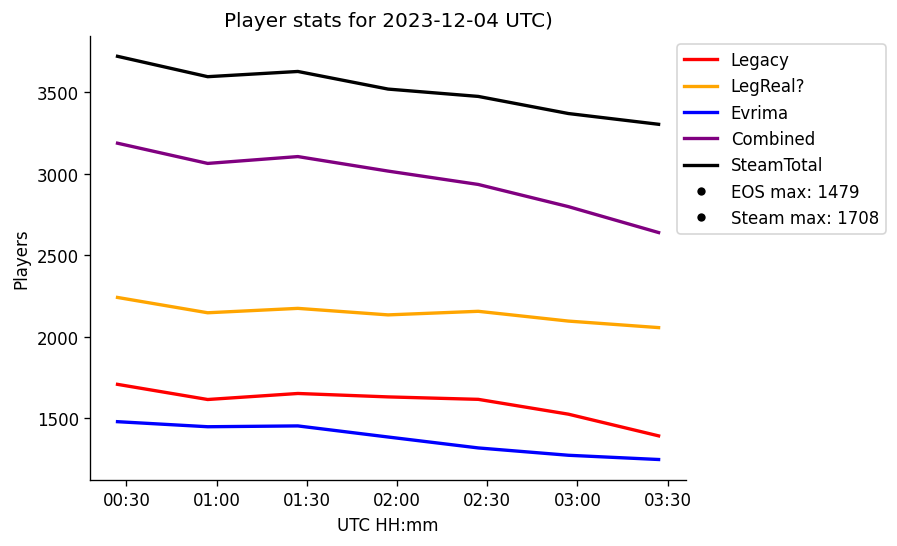 Player stats for 2023-12-04 UTC)
Legacy
LegReal?
Evrima
Combined
SteamTotal
EOS max: 1479
Steam max: 1708
Players
3500
3000
2500
2000
1500
00:30 01:00 01:30 02:00 02:30 03:00 03:30
UTC HH:mm